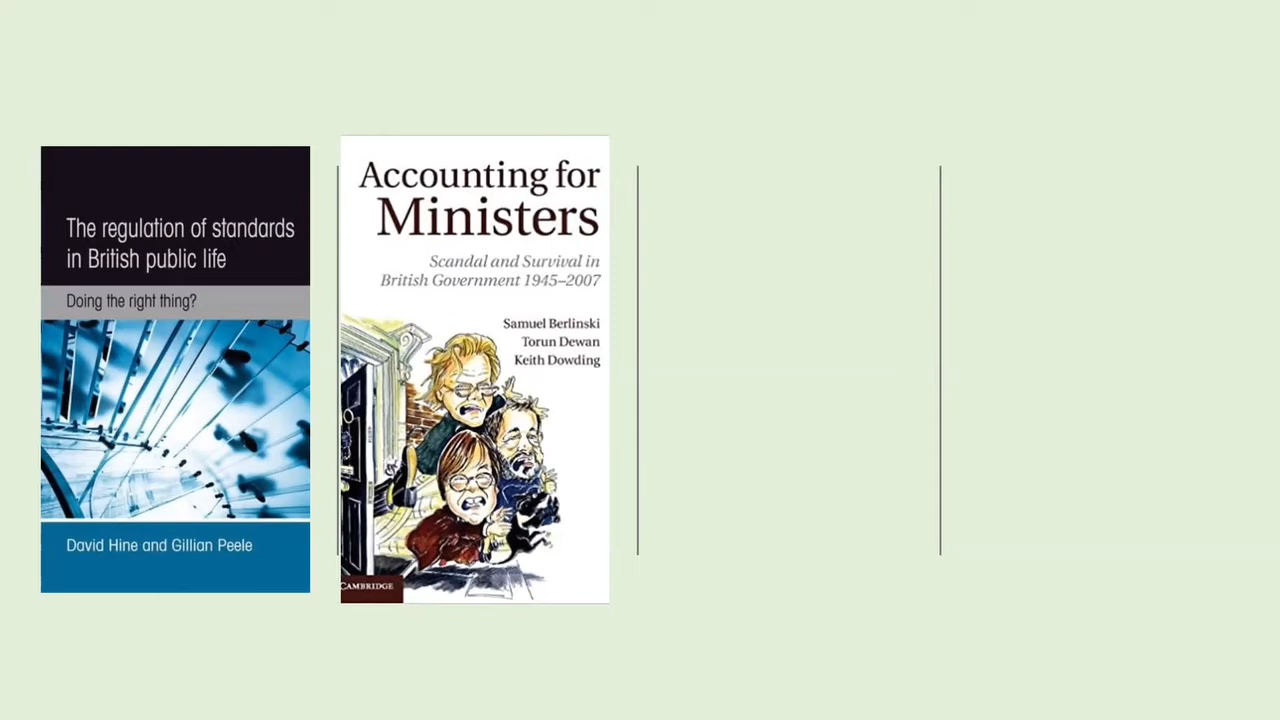 The regulation of standards
in British public life
Doing the right thing?
David Hine and Gillian Peele
Accounting for
Ministers
Scandal and Survival in
British Government 1945–2007
Samuel Berlinski
Torun Dewan
Keith Dowding
CAMBRIDGE